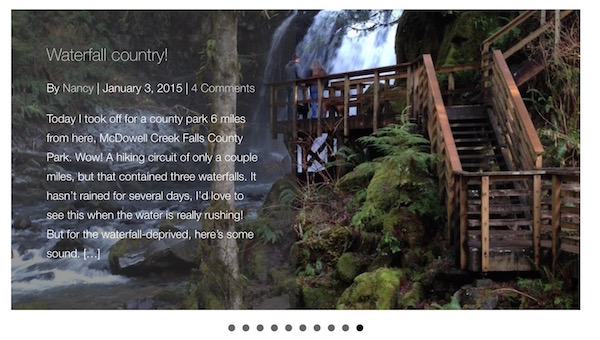 Waterfall country!
By Nancy | January 3, 2015 | 4 Comments
Today I took off for a county park 6 miles
from here, McDowell Creek Falls County
Park. Wow! A hiking circuit of only a couple
miles, but that contained three waterfalls. It
hasn't rained for several days, I'd love to
see this when the water is really rushing!
But for the waterfall-deprived, here's some
sound. [...]